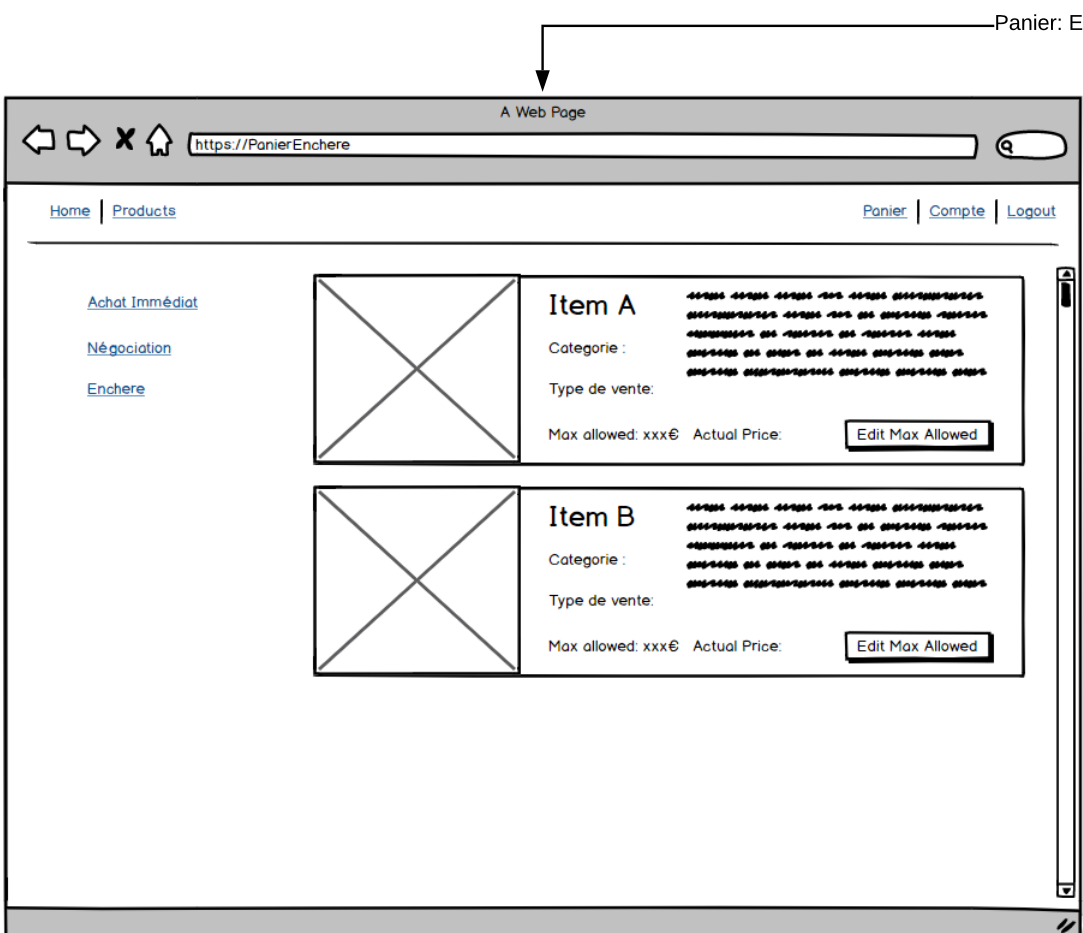 Panier: E
A Web Page
https://PanierEnchere
Home Products Panier Compte Logout
Achat Immédiat
Négociation
Enchere
Item A
Categorie :
Type de vente:
Max allowed: xxx€ Actual Price: Edit Max Allowed
Item B
Categorie :
Type de vente:
Max allowed: xxx€ Actual Price: Edit Max Allowed